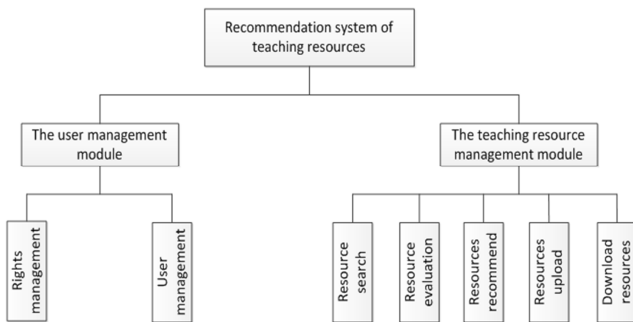 Recommendation system of
teaching resources
The user management
module
The teaching resource
management module
Rights
management
User
management
Resource
search
Resource
evaluation
Resources
recommend
Resources
upload
Download
resources